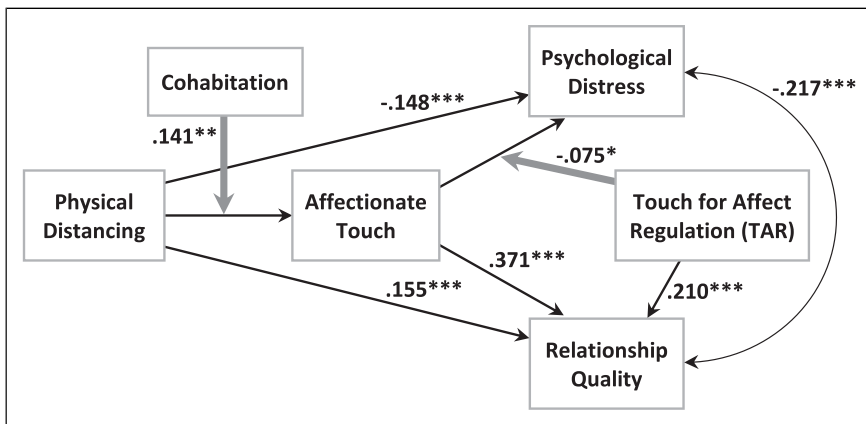 Psychological
Distress
Cohabitation
-.148***
-.217***
.141**
-.075*
Physical
Distancing
Affectionate
Touch
Touch for Affect
Regulation (TAR)
.371***
.155***
.210***
Relationship
Quality